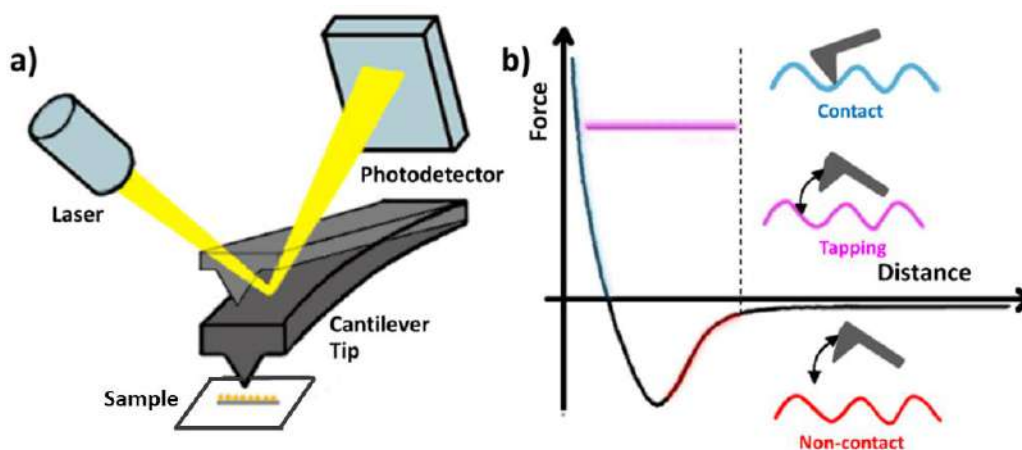 a)
Laser
Photodetector
Cantilever
Tip
Sample
b)
Force
Contact
Tapping
Distance
Non-contact